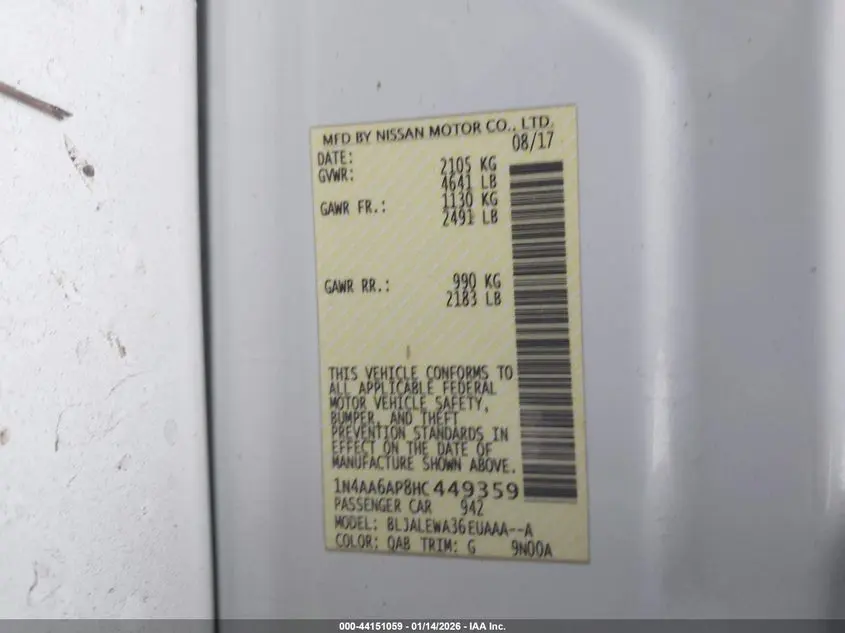 MFD BY NISSAN MOTOR CO., LTD.
DATE: 08/17
GVWR: 2105 KG
4641 LB
GAWR FR.: 1130 KG
2491 LB
GAWR RR.: 990 KG
2183 LB
THIS VEHICLE CONFORMS TO
ALL APPLICABLE FEDERAL
MOTOR VEHICLE SAFETY,
BUMPER, AND THEFT
PREVENTION STANDARDS IN
EFFECT ON THE DATE OF
MANUFACTURE SHOWN ABOVE.
1N4AA6AP8HC449359
PASSENGER CAR 942
MODEL: BLJALEWA36EUAAA--A
COLOR: QAB TRIM: G 9N00A
000-44151059 - 01/14/2026 - IAA Inc.